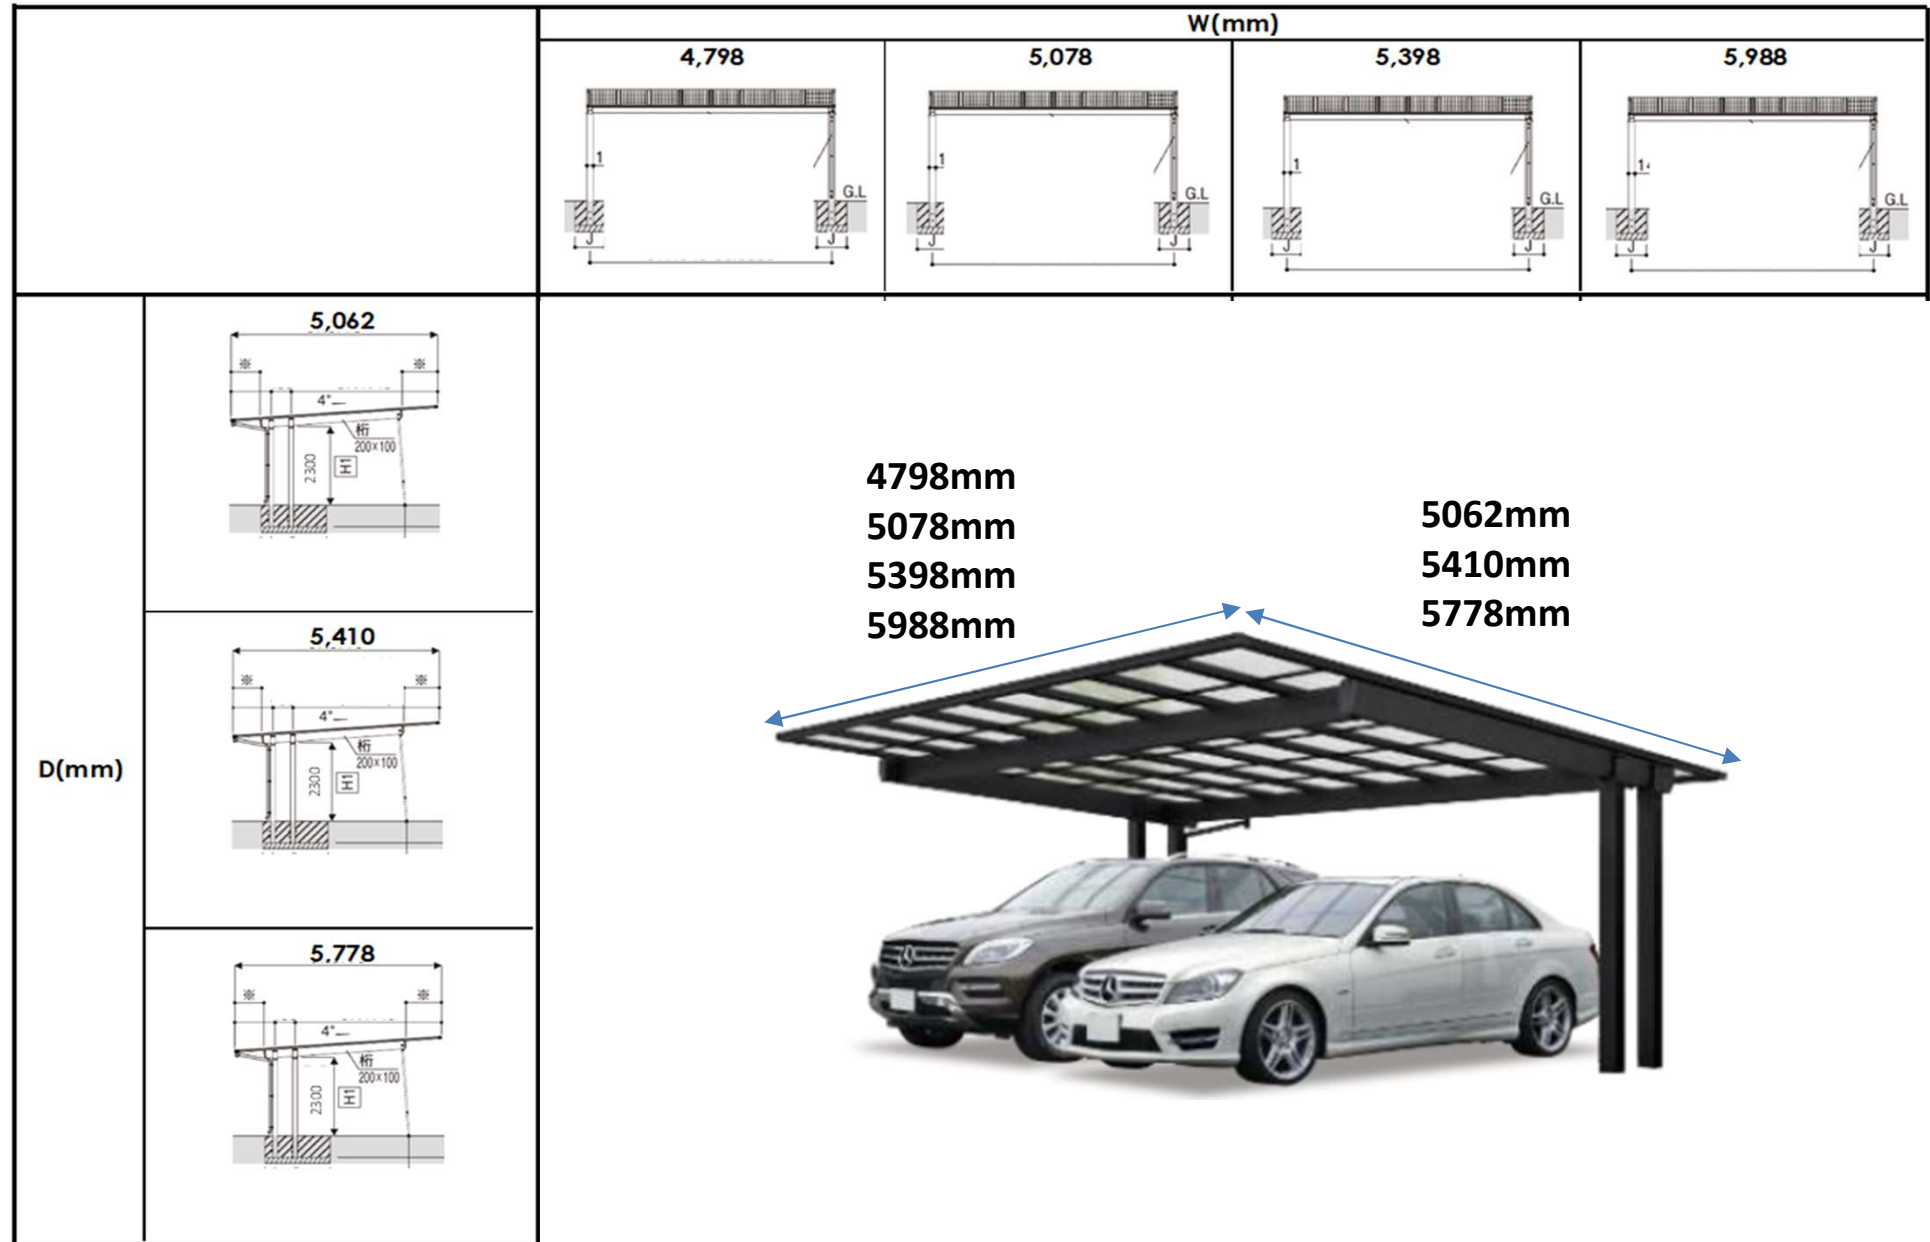 W(mm)
4,798
5,078
5,398
5,988
1
G.L
J
J
1
G.L
J
J
1
G.L
J
J
1
G.L
J
J
5,062
※
※
4°
桁
200×100
2300
H1
5,410
※
※
4°
桁
200×100
2300
H1
D(mm)
5,778
※
※
4°
桁
200×100
2300
H1
4798mm
5078mm
5398mm
5988mm
5062mm
5410mm
5778mm